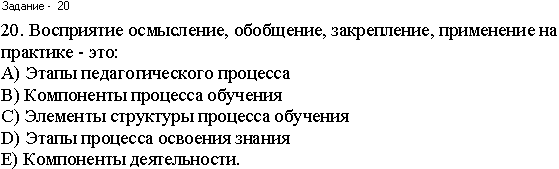 Задание - 20
20. Восприятие осмысление, обобщение, закрепление, применение на
практике - это:
A) Этапы педагогического процесса
B) Компоненты процесса обучения
C) Элементы структуры процесса обучения
D) Этапы процесса освоения знания
E) Компоненты деятельности.